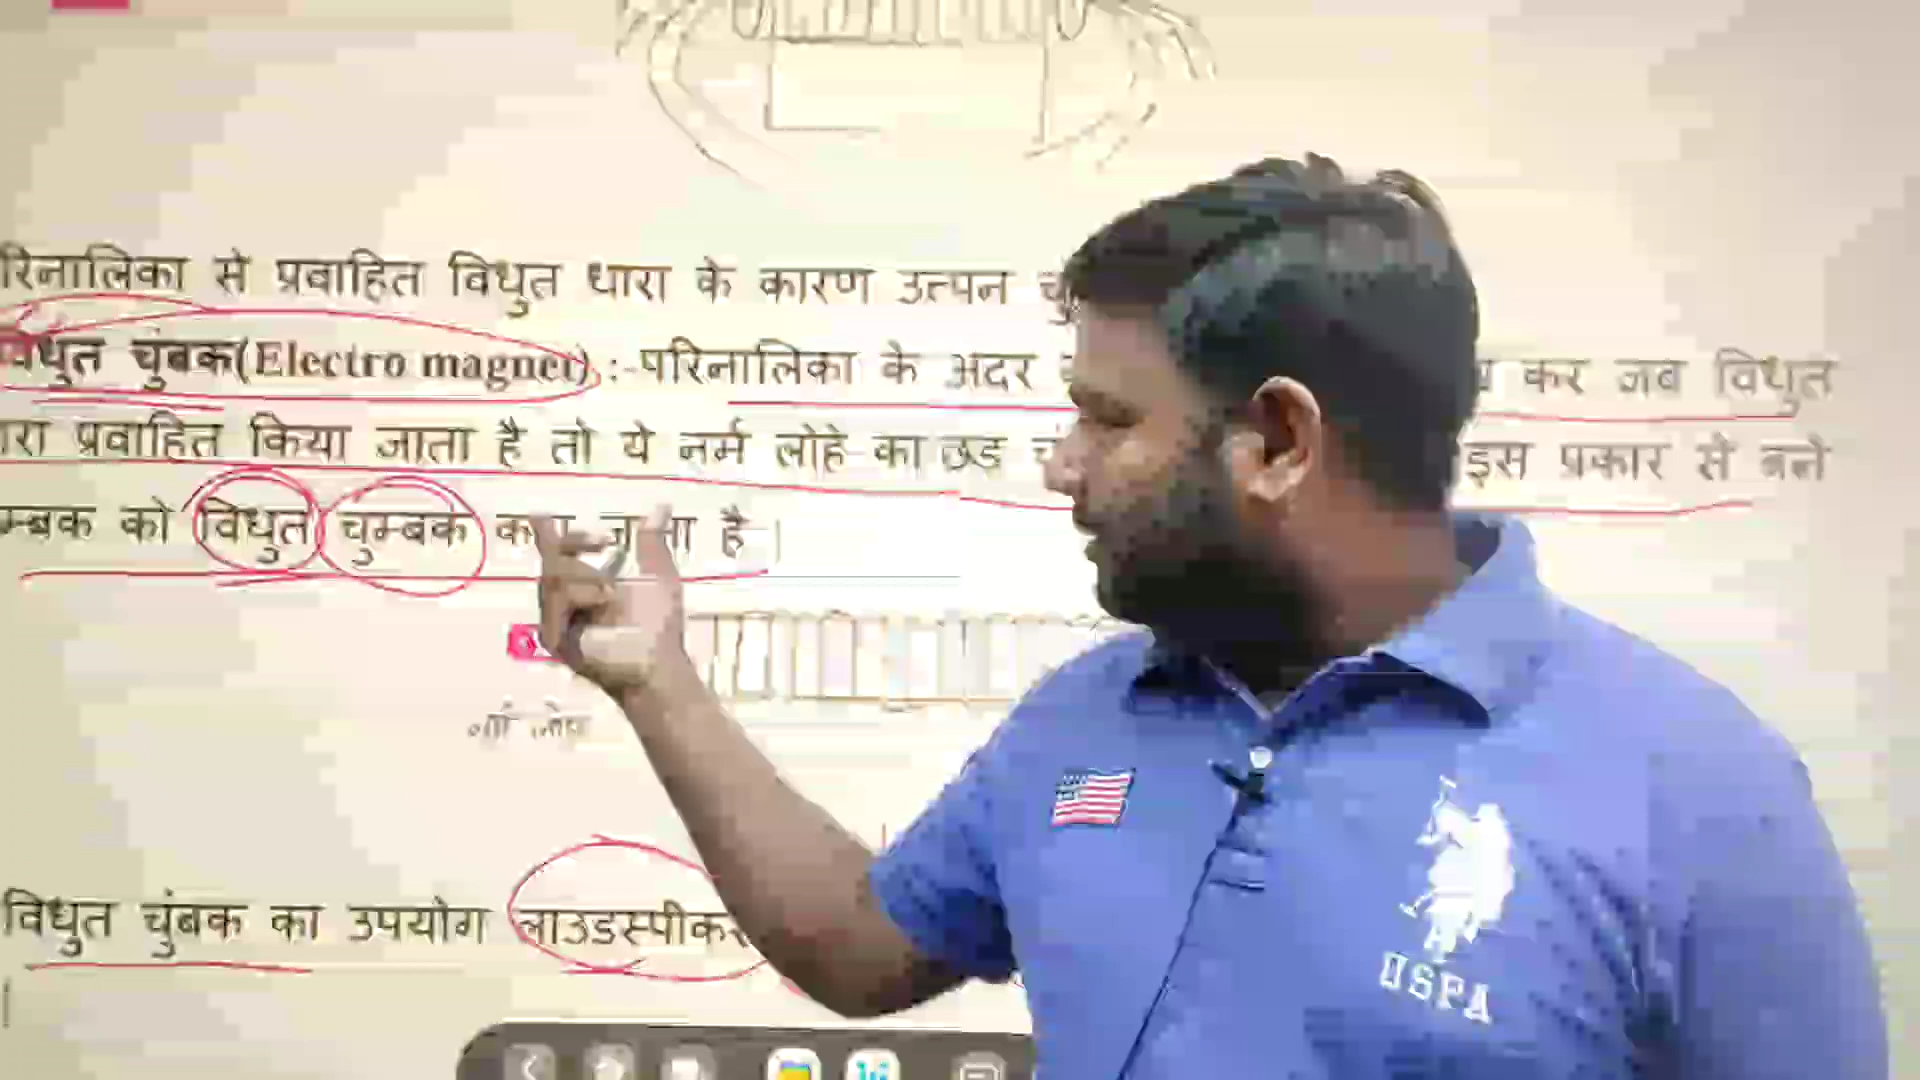 रिनालिका से प्रवाहित विधुत धारा के कारण उत्पन
विधुत चुंबक(Electro magnet) :-परिनालिका के अदर कर जब विधुत
ारा प्रवाहित किया जाता है तो ये नर्म लोहे का छड इस प्रकार से बने
म्बक को विधुत चुम्बक जाता है |
विधुत चुंबक का उपयोग लाउडस्पीकर
USPA